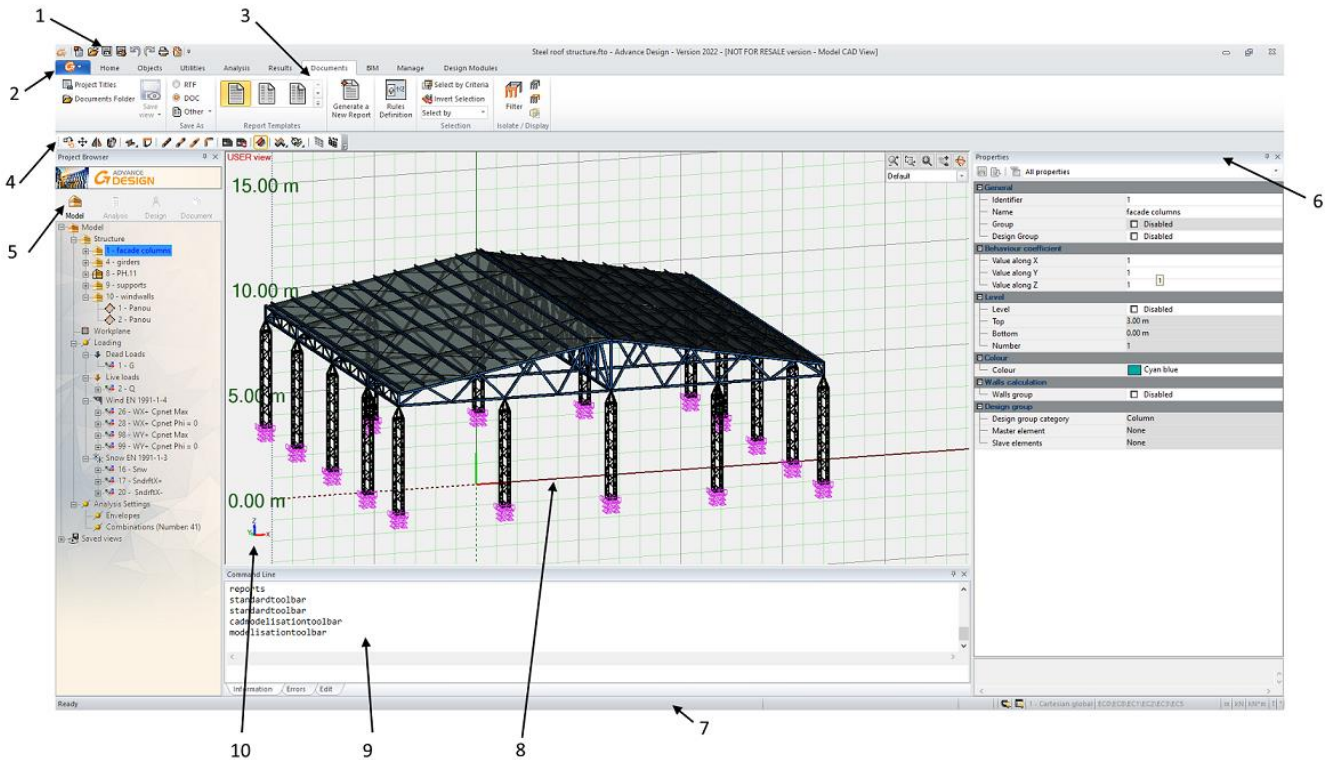 1
3
Steel roof structure.fto - Advance Design - Version 2022 - [NOT FOR RESALE version - Model CAD View]
2
Home Objects Utilities Analysis Results Documents BIM Manage Design Modules
Project Titles
Documents Folder
Save view
RTF
DOC
Other
Save As
Report Templates
Generate a New Report
Rules Definition
Select by Criteria
Invert Selection
Select by
Selection
Filter
Isolate / Display
4
Project Browser
ADVANCE
DESIGN
5
Model Analysis Design Document
Model
Structure
1 - facade columns
4 - girders
8 - PH.11
9 - supports
10 - windwalls
1 - Panou
2 - Panou
Workplane
Loading
Dead Loads
1 - G
Live loads
2 - Q
Wind EN 1991-1-4
26 - WX+ Cpnet Max
28 - WX+ Cpnet Phi = 0
98 - WY+ Cpnet Max
99 - WY+ Cpnet Phi = 0
Snow EN 1991-1-3
16 - Snw
17 - SndrftX+
20 - SndrftX-
Analysis Settings
Envelopes
Combinations (Number: 41)
Saved views
USER view
Default
15.00 m
10.00 m
5.00 m
0.00 m
Z
Y
X
Command Line
reports
standardtoolbar
standardtoolbar
cadmodelisationtoolbar
modelisationtoolbar
Information Errors Edit
Properties
All properties
6
General
Identifier 1
Name facade columns
Group Disabled
Design Group Disabled
Behaviour coefficient
Value along X 1
Value along Y 1
Value along Z 1
1
Level
Level Disabled
Top 3.00 m
Bottom 0.00 m
Number 1
Colour
Colour Cyan blue
Walls calculation
Walls group Disabled
Design group
Design group category Column
Master element None
Slave elements None
Ready
1 - Cartesian global EC0\EC8\EC1\EC2\EC3\EC5 m kN kN*m
7
10
9
8